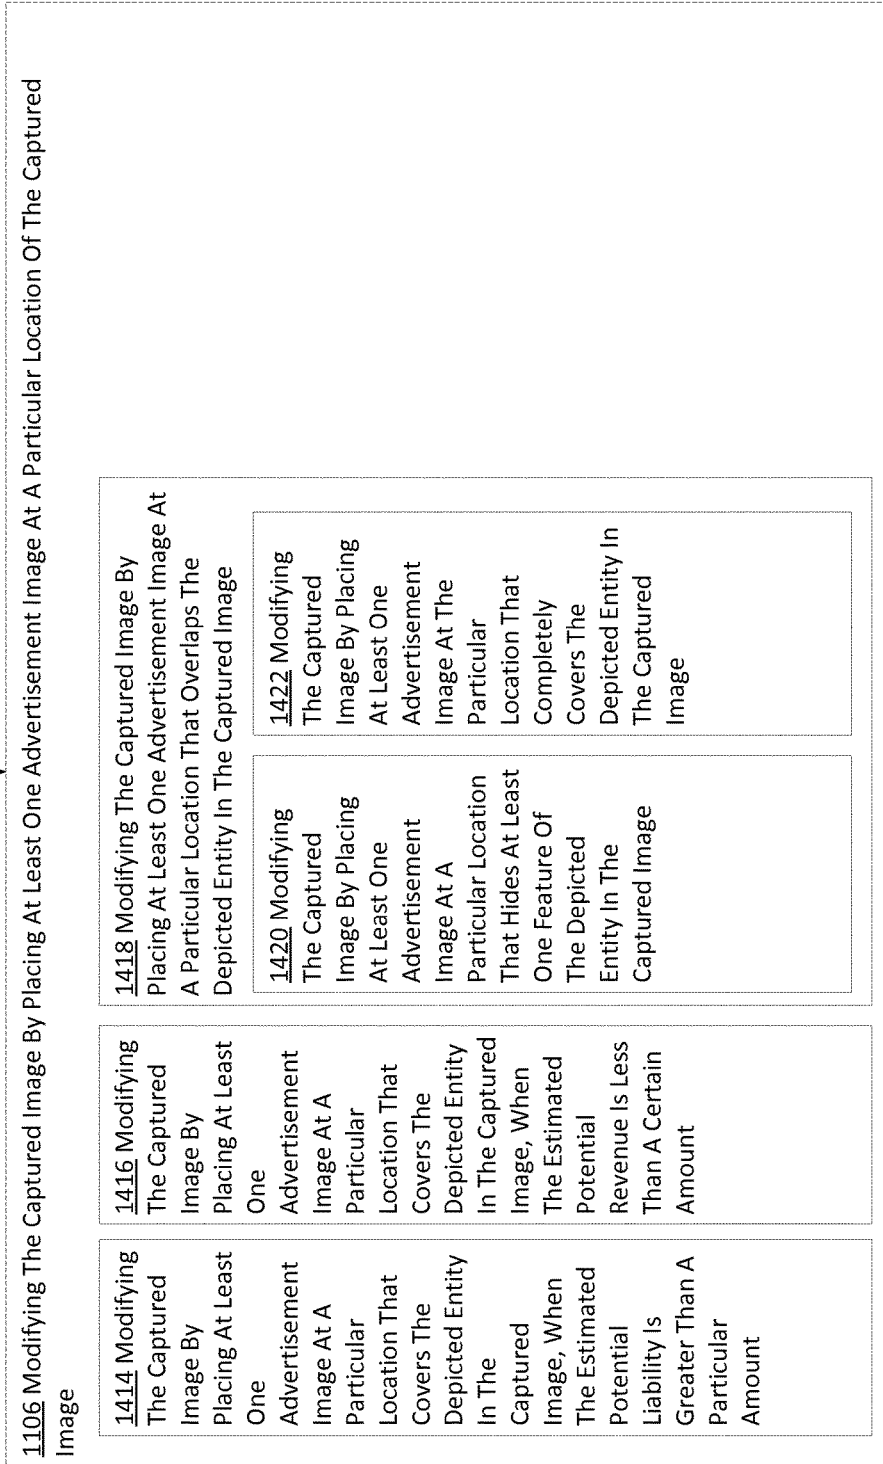 1106 Modifying The Captured Image By Placing At Least One Advertisement Image At A Particular Location Of The Captured
Image
1414 Modifying
The Captured
Image By
Placing At Least
One
Advertisement
Image At A
Particular
Location That
Covers The
Depicted Entity
In The
Captured
Image, When
The Estimated
Potential
Liability Is
Greater Than A
Particular
Amount
1416 Modifying
The Captured
Image By
Placing At Least
One
Advertisement
Image At A
Particular
Location That
Covers The
Depicted Entity
In The Captured
Image, When
The Estimated
Potential
Revenue Is Less
Than A Certain
Amount
1418 Modifying The Captured Image By
Placing At Least One Advertisement Image At
A Particular Location That Overlaps The
Depicted Entity In The Captured Image
1420 Modifying
The Captured
Image By Placing
At Least One
Advertisement
Image At A
Particular Location
That Hides At Least
One Feature Of
The Depicted
Entity In The
Captured Image
1422 Modifying
The Captured
Image By Placing
At Least One
Advertisement
Image At The
Particular
Location That
Completely
Covers The
Depicted Entity In
The Captured
Image